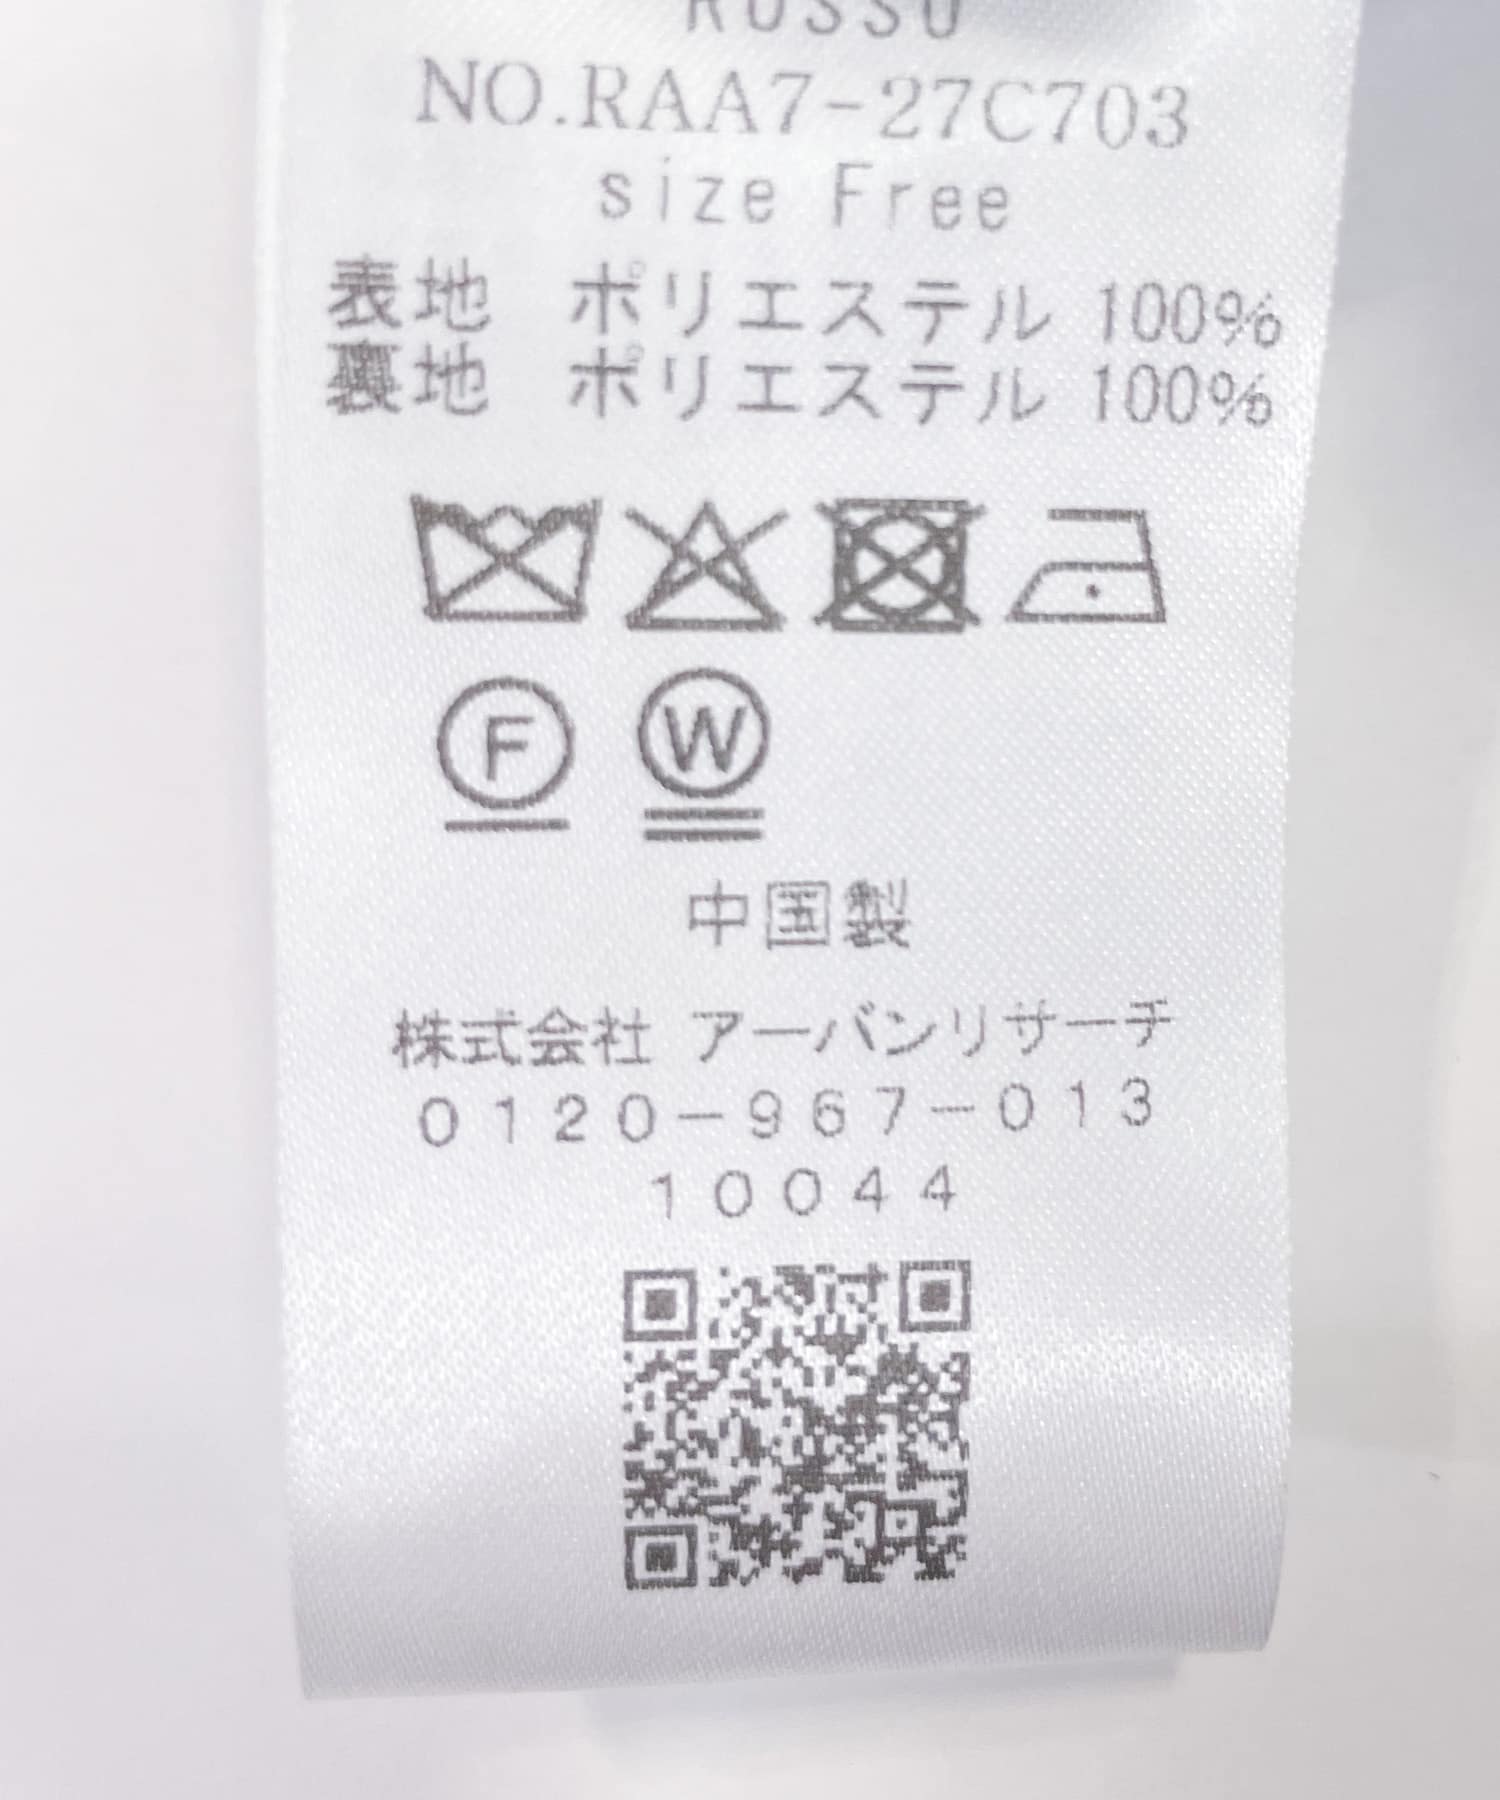 ROSSO
NO.RAA7-27C703
size Free
表地 ポリエステル 100%
裏地 ポリエステル 100%
F W
中国製
株式会社 アーバンリサーチ
0120-967-013
10044